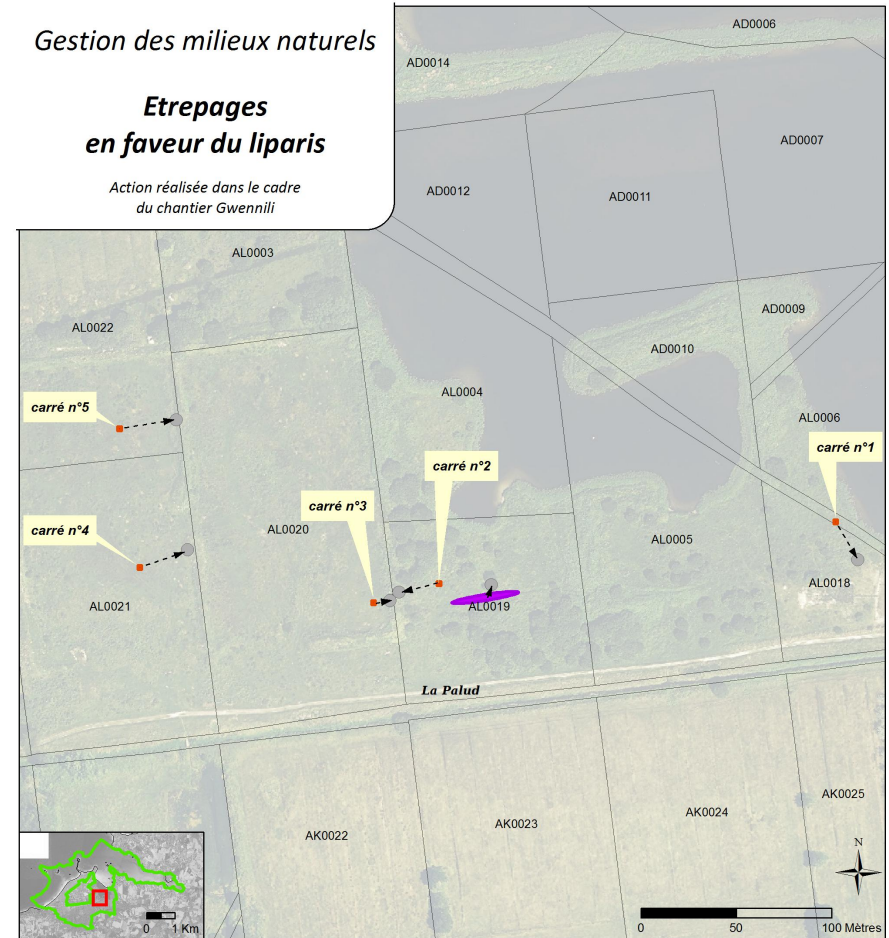 Gestion des milieux naturels
Etrepages
en faveur du liparis
Action réalisée dans le cadre
du chantier Gwennili
AD0006
AD0014
AD0007
AD0012
AD0011
AL0003
AD0009
AL0022
AD0010
AL0004
carré n°5
AL0006
carré n°1
carré n°2
carré n°3
carré n°4
AL0020
AL0005
AL0018
AL0021
AL0019
La Palud
AK0025
AK0024
AK0023
AK0022
N
0 1 Km
0 50 100 Mètres